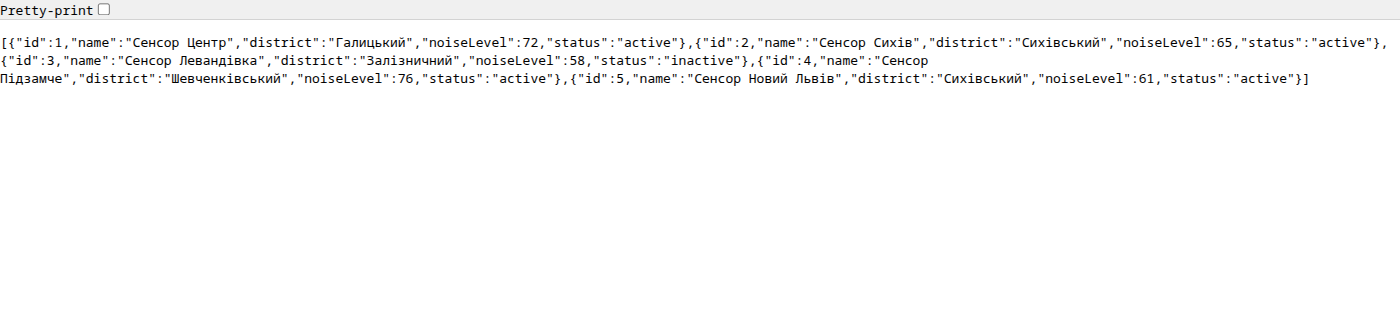 Pretty-print
[{"id":1,"name":"Сенсор Центр","district":"Галицький","noiseLevel":72,"status":"active"},{"id":2,"name":"Сенсор Сихів","district":"Сихівський","noiseLevel":65,"status":"active"},
{"id":3,"name":"Сенсор Левандівка","district":"Залізничний","noiseLevel":58,"status":"inactive"},{"id":4,"name":"Сенсор
Підзамче","district":"Шевченківський","noiseLevel":76,"status":"active"},{"id":5,"name":"Сенсор Новий Львів","district":"Сихівський","noiseLevel":61,"status":"active"}]